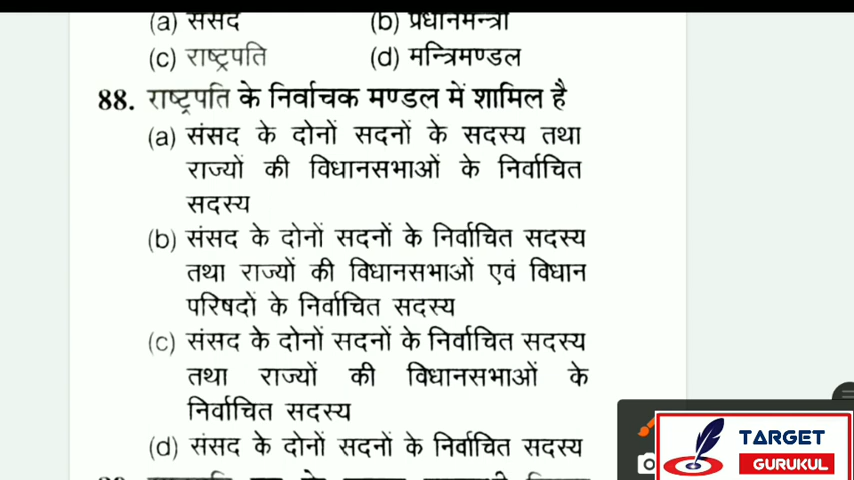 (a) संसद (b) प्रधानमन्त्री
(c) राष्ट्रपति (d) मन्त्रिमण्डल
88. राष्ट्रपति के निर्वाचक मण्डल में शामिल है
(a) संसद के दोनों सदनों के सदस्य तथा
राज्यों की विधानसभाओं के निर्वाचित
सदस्य
(b) संसद के दोनों सदनों के निर्वाचित सदस्य
तथा राज्यों की विधानसभाओं एवं विधान
परिषदों के निर्वाचित सदस्य
(c) संसद के दोनों सदनों के निर्वाचित सदस्य
तथा राज्यों की विधानसभाओं के
निर्वाचित सदस्य
(d) संसद के दोनों सदनों के निर्वाचित सदस्य
TARGET
GURUKUL